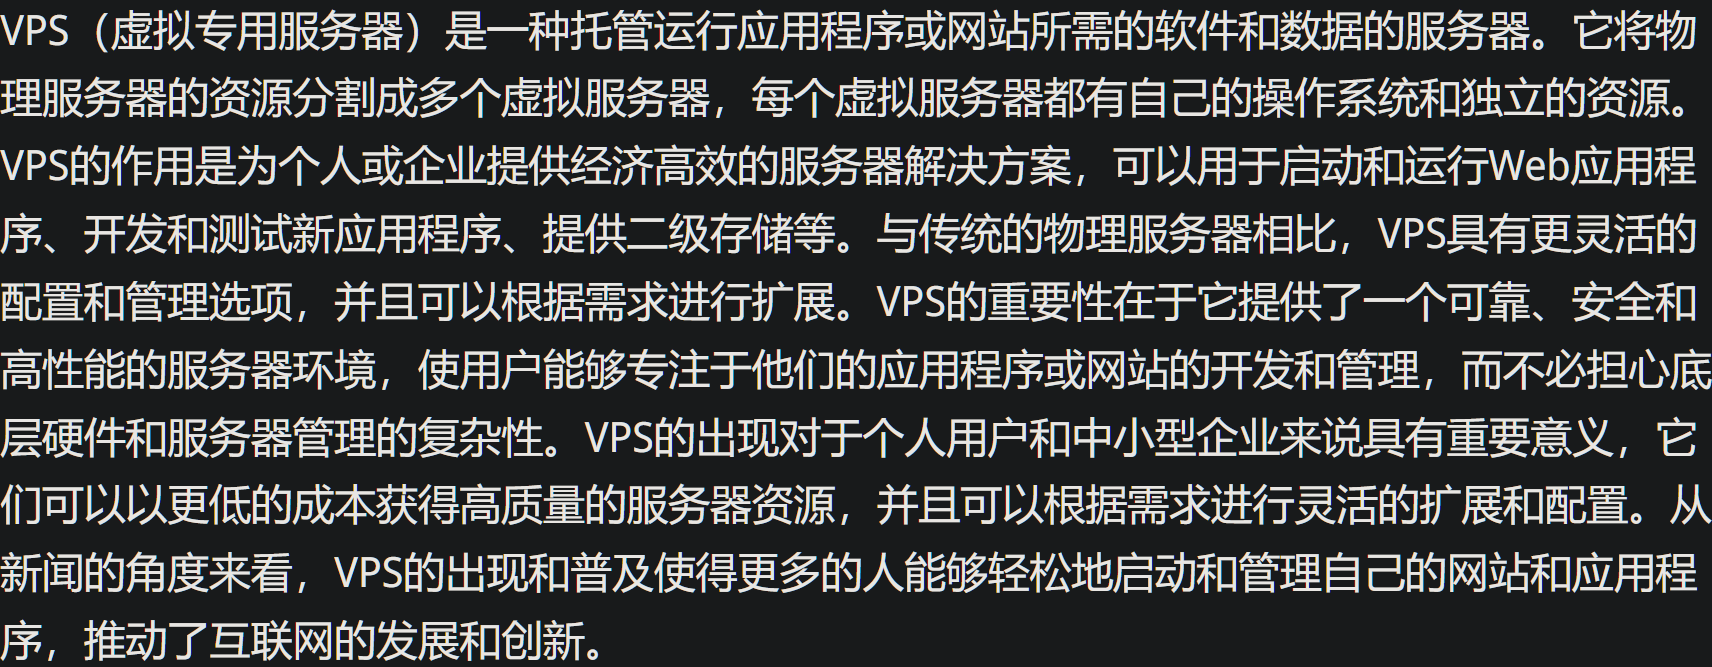 VPS（虚拟专用服务器）是一种托管运行应用程序或网站所需的软件和数据的服务器。它将物
理服务器的资源分割成多个虚拟服务器，每个虚拟服务器都有自己的操作系统和独立的资源。
VPS的作用是为个人或企业提供经济高效的服务器解决方案，可以用于启动和运行Web应用程
序、开发和测试新应用程序、提供二级存储等。与传统的物理服务器相比，VPS具有更灵活的
配置和管理选项，并且可以根据需求进行扩展。VPS的重要性在于它提供了一个可靠、安全和
高性能的服务器环境，使用户能够专注于他们的应用程序或网站的开发和管理，而不必担心底
层硬件和服务器管理的复杂性。VPS的出现对于个人用户和中小型企业来说具有重要意义，它
们可以以更低的成本获得高质量的服务器资源，并且可以根据需求进行灵活的扩展和配置。从
新闻的角度来看，VPS的出现和普及使得更多的人能够轻松地启动和管理自己的网站和应用程
序，推动了互联网的发展和创新。